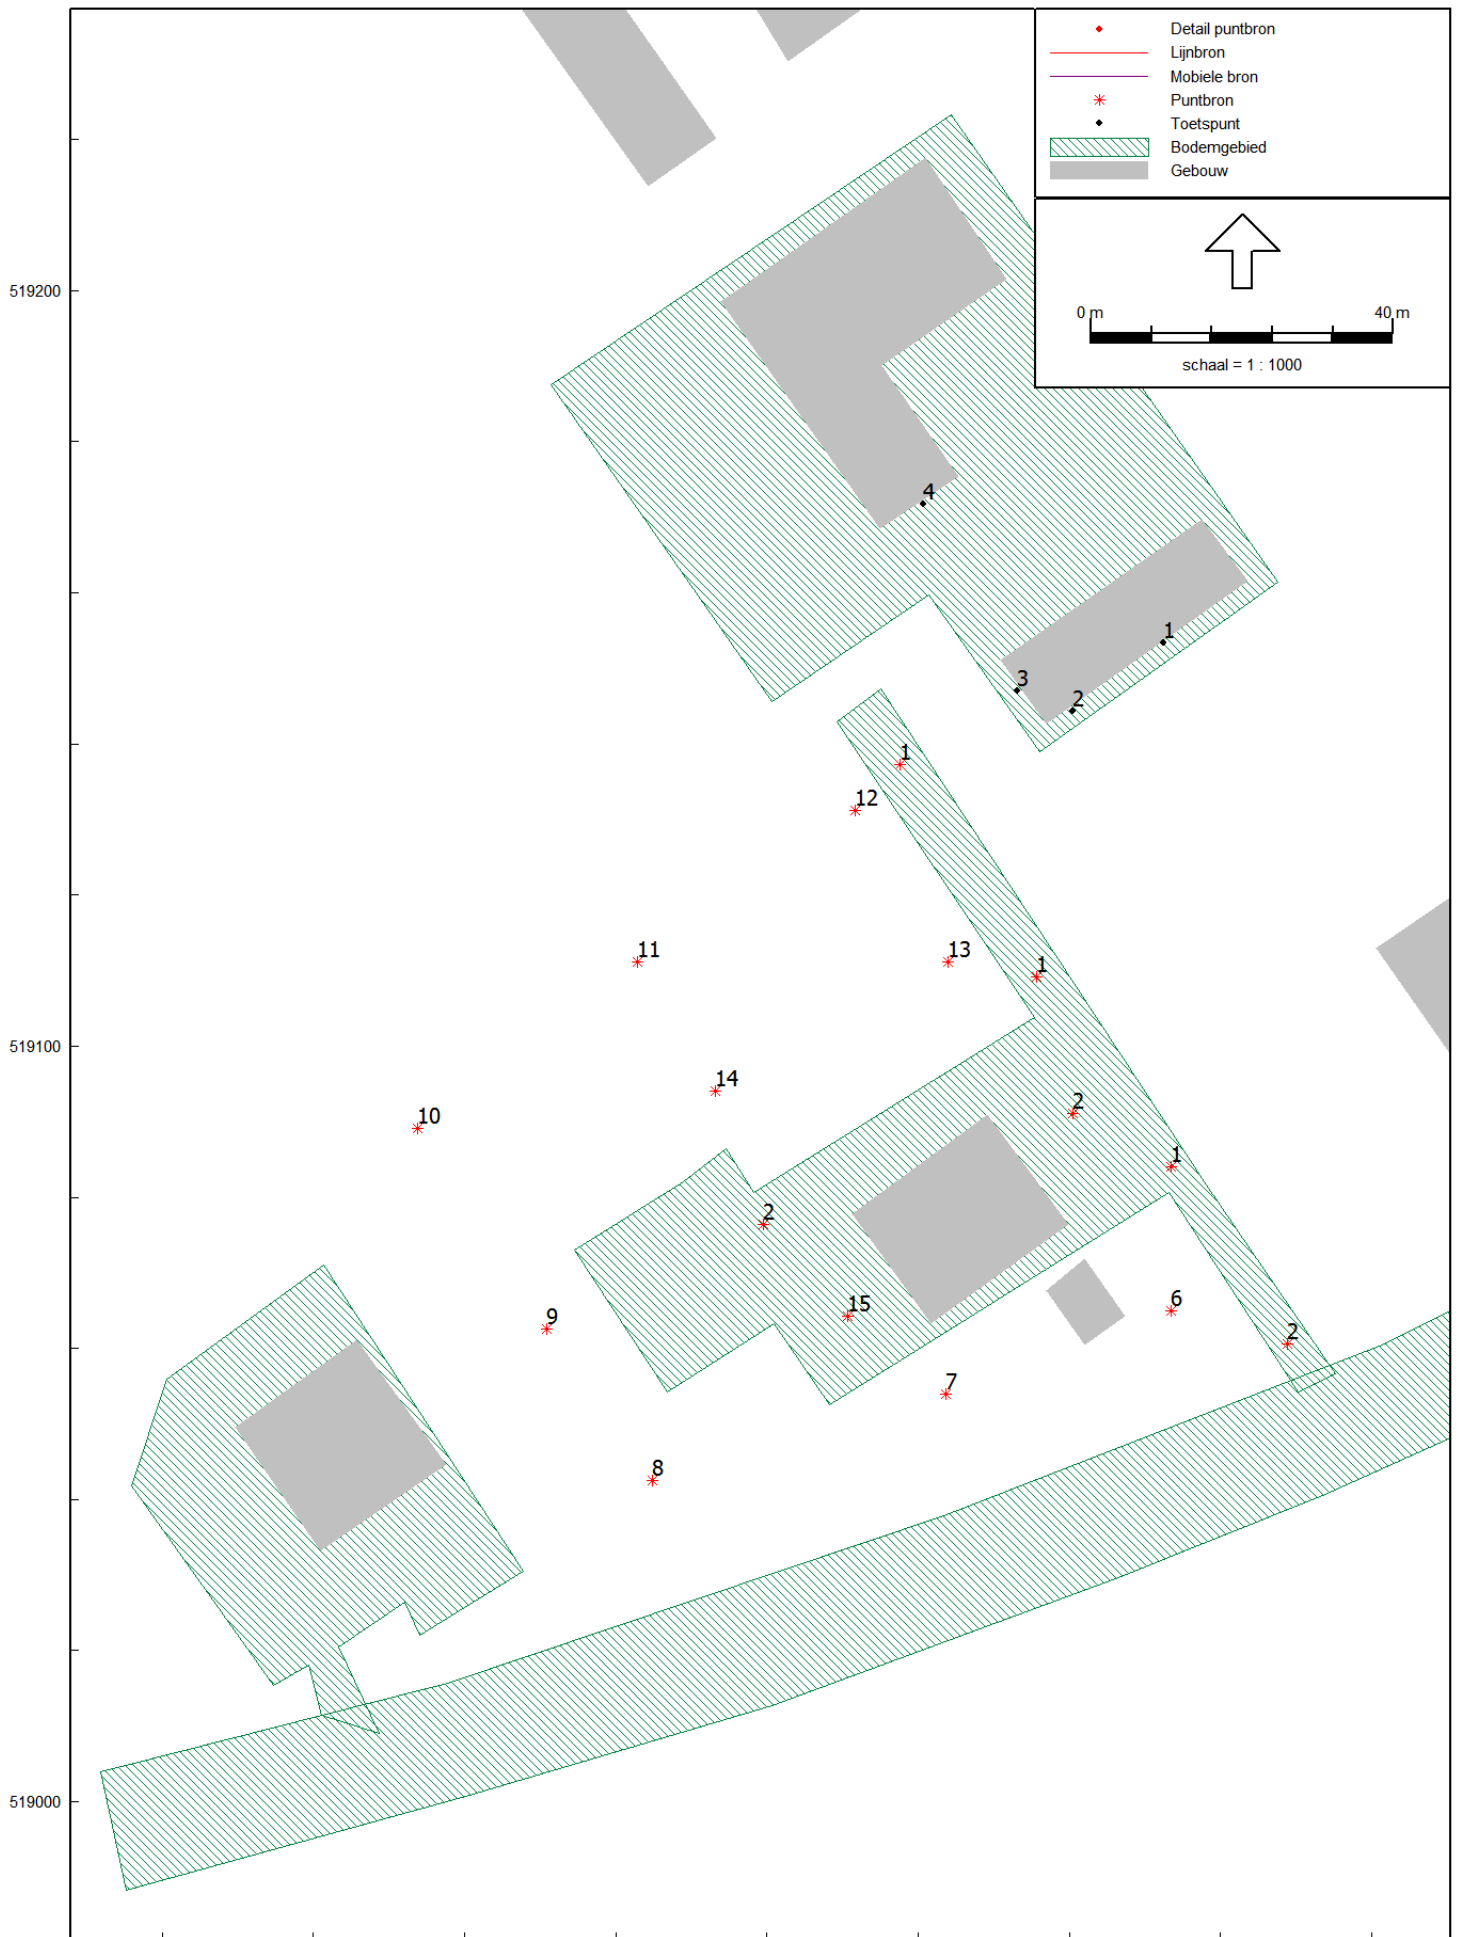 Detail puntbron
Lijnbron
Mobiele bron
Puntbron
Toetspunt
Bodemgebied
Gebouw
0 m 40 m
schaal = 1 : 1000
519200
4
1
3
2
1
12
11
13
1
519100
14
10
2
1
2
9
15
6
2
7
8
519000